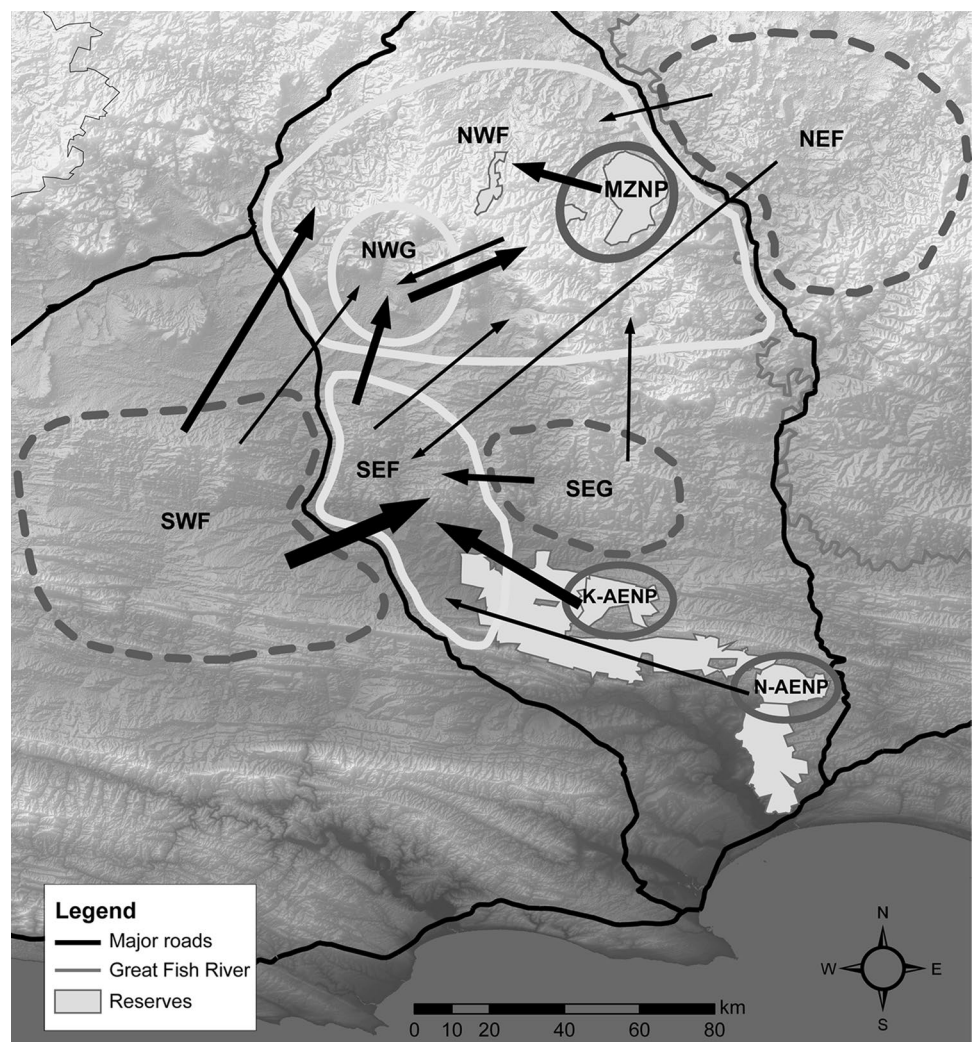 NWF
NEF
MZNP
NWG
SEF
SEG
SWF
K-AENP
N-AENP
Legend
Major roads
Great Fish River
Reserves
N
W
E
S
km
0 10 20 40 60 80